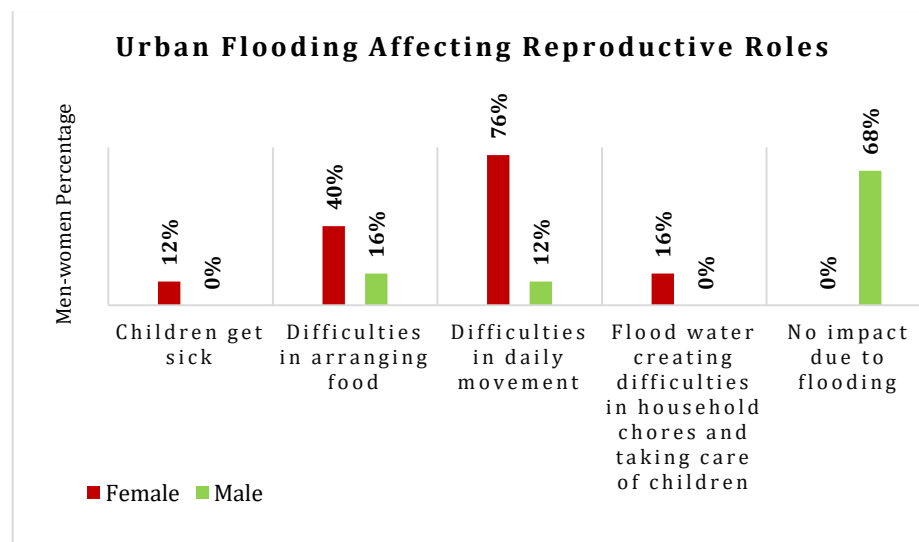 Urban Flooding Affecting Reproductive Roles
Men-women Percentage
12%
0%
40%
16%
76%
12%
16%
0%
0%
68%
Children get
sick
Difficulties
in arranging
food
Difficulties
in daily
movement
Flood water
creating
difficulties
in household
chores and
taking care
of children
No impact
due to
flooding
Female
Male